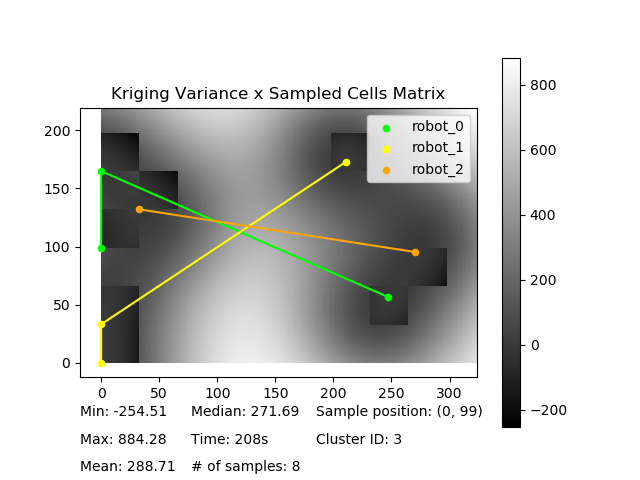 Kriging Variance x Sampled Cells Matrix
robot_0
robot_1
robot_2
200
150
100
50
0
0 50 100 150 200 250 300
800
600
400
200
0
−200
Min: -254.51 Median: 271.69 Sample position: (0, 99)
Max: 884.28 Time: 208s Cluster ID: 3
Mean: 288.71 # of samples: 8